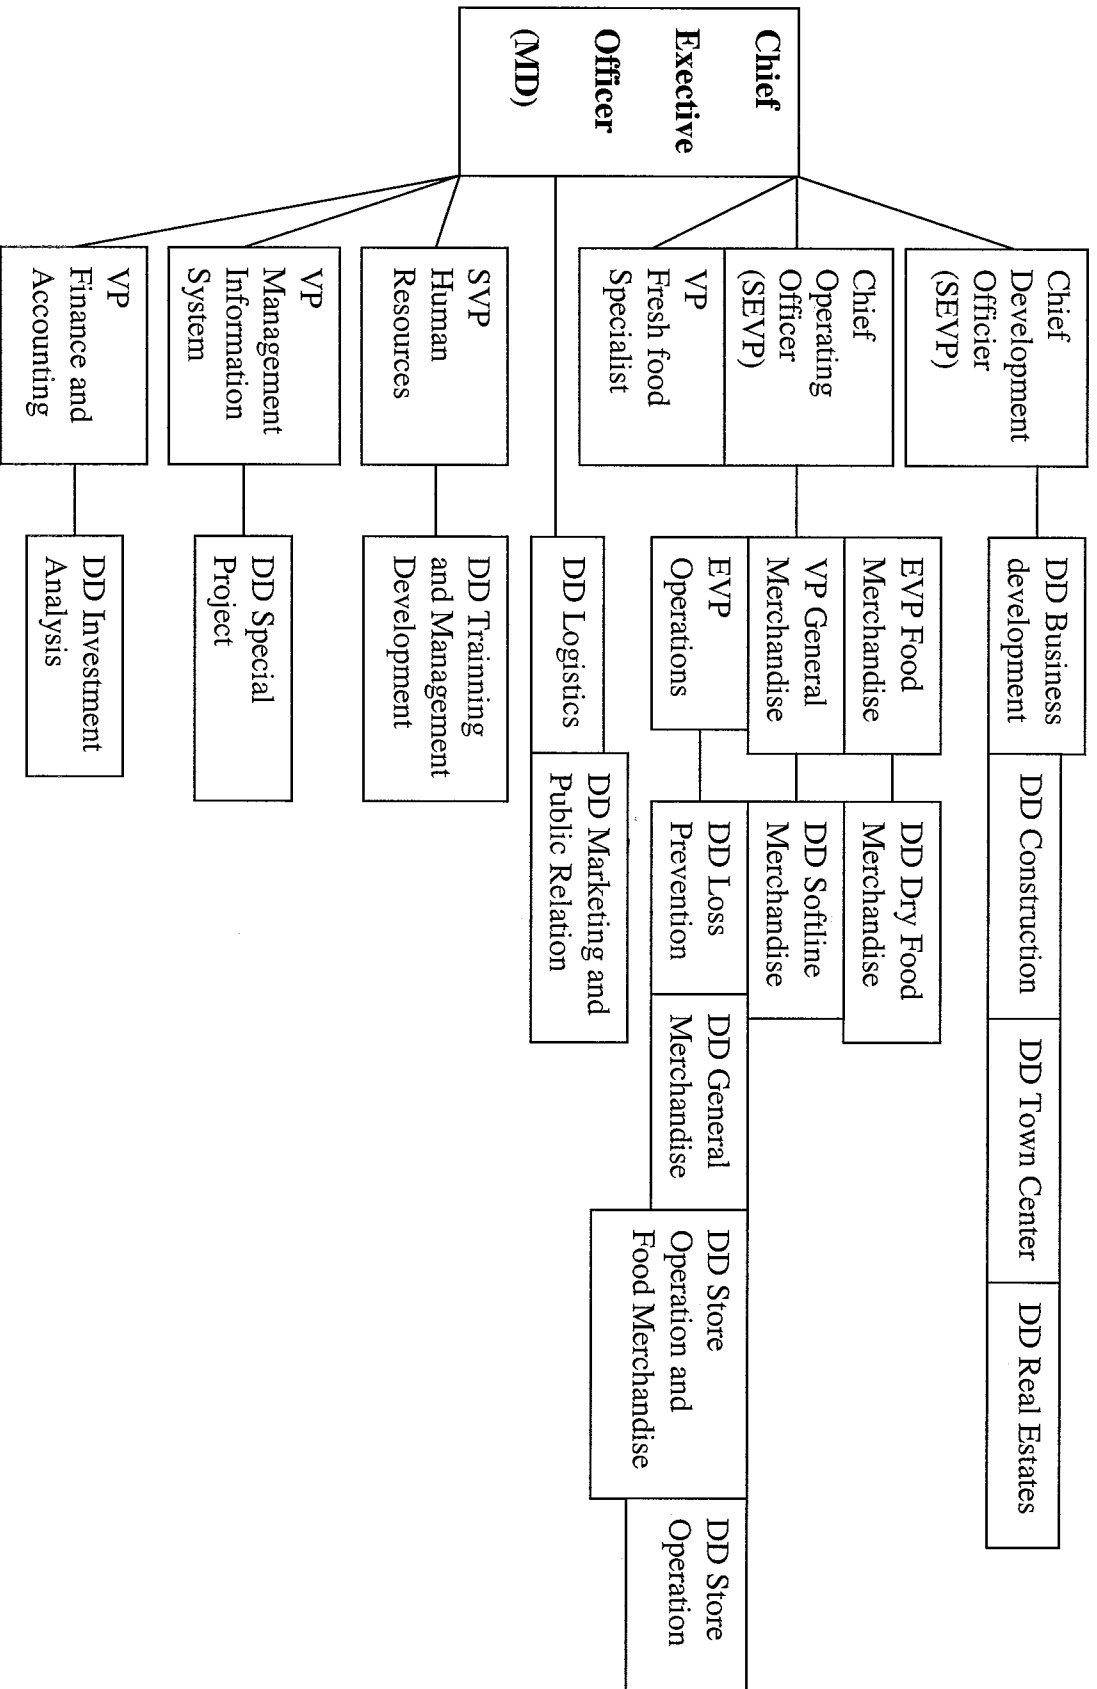 Chief
Exective
Officer
(MD)
Chief
Development
Officier
(SEVP)
Chief
Operating
Officer
(SEVP)
VP
Fresh food
Specialist
SVP
Human
Resources
VP
Management
Information
System
VP
Finance and
Accounting
DD Business
development
DD Construction
DD Town Center
DD Real Estates
EVP Food
Merchandise
DD Dry Food
Merchandise
VP General
Merchandise
DD Softline
Merchandise
EVP
Operations
DD Loss
Prevention
DD General
Merchandise
DD Store
Operation and
Food Merchandise
DD Store
Operation
DD Logistics
DD Marketing and
Public Relation
DD Trainning
and Management
Development
DD Special
Project
DD Investment
Analysis